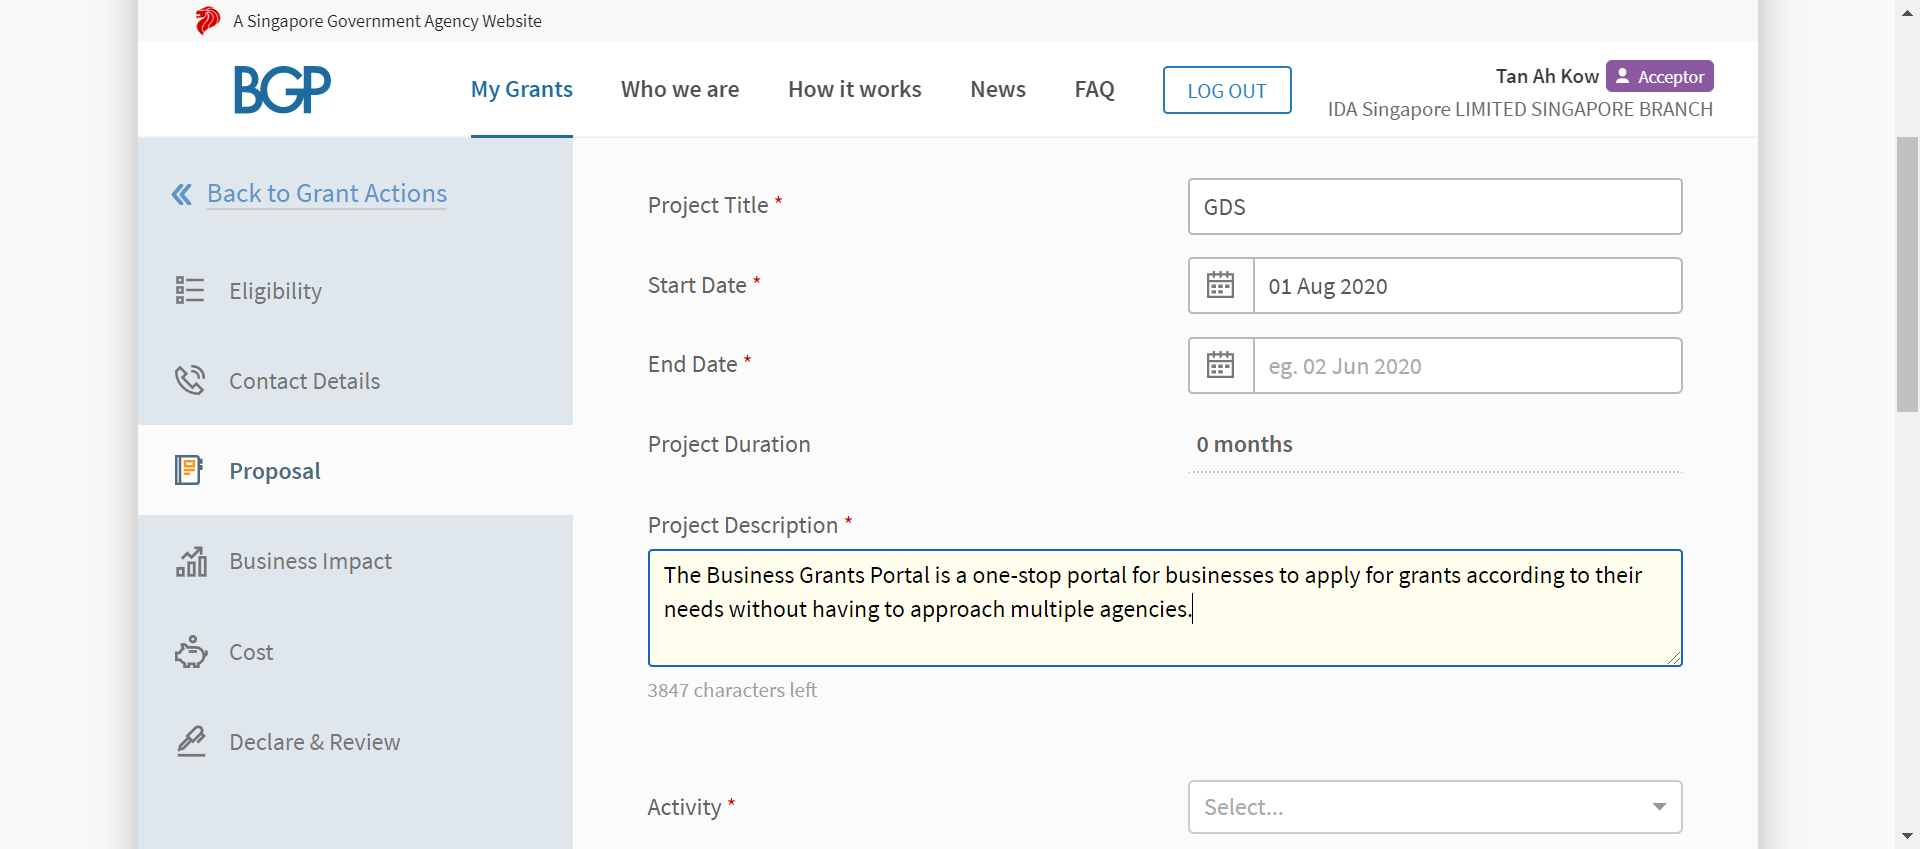 A Singapore Government Agency Website
BGP
My Grants
Who we are
How it works
News
FAQ
LOG OUT
Tan Ah Kow
Acceptor
IDA Singapore LIMITED SINGAPORE BRANCH
Back to Grant Actions
Eligibility
Contact Details
Proposal
Business Impact
Cost
Declare & Review
Project Title *
GDS
Start Date *
01 Aug 2020
End Date *
eg. 02 Jun 2020
Project Duration
0 months
Project Description *
The Business Grants Portal is a one-stop portal for businesses to apply for grants according to their
needs without having to approach multiple agencies.
3847 characters left
Activity *
Select...